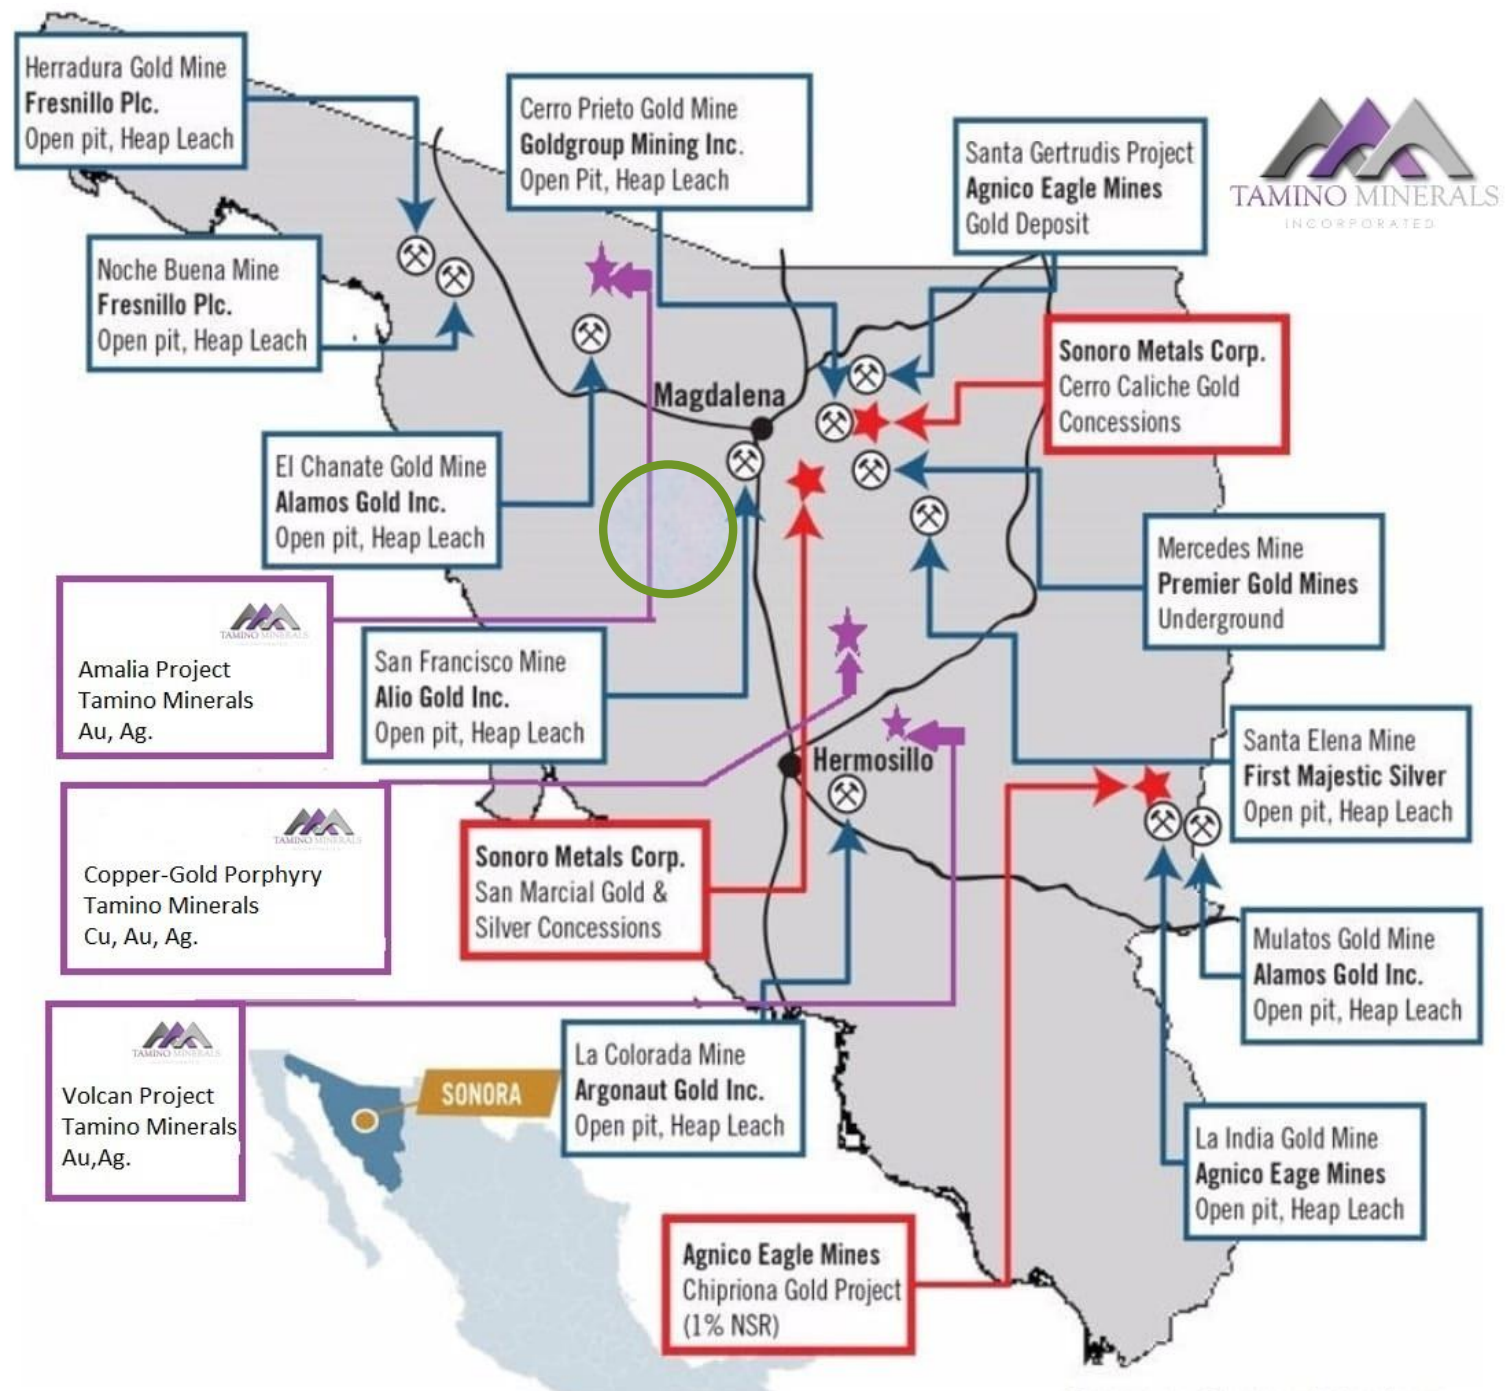 Herradura Gold Mine
Fresnillo Plc.
Open pit, Heap Leach
Cerro Prieto Gold Mine
Goldgroup Mining Inc.
Open Pit, Heap Leach
Santa Gertrudis Project
Agnico Eagle Mines
Gold Deposit
TAMINO MINERALS
INCORPORATED
Noche Buena Mine
Fresnillo Plc.
Open pit, Heap Leach
Sonoro Metals Corp.
Cerro Caliche Gold
Concessions
Magdalena
El Chanate Gold Mine
Alamos Gold Inc.
Open pit, Heap Leach
Mercedes Mine
Premier Gold Mines
Underground
TAMINO MINERALS
Amalia Project
Tamino Minerals
Au, Ag.
San Francisco Mine
Alio Gold Inc.
Open pit, Heap Leach
Hermosillo
Santa Elena Mine
First Majestic Silver
Open pit, Heap Leach
TAMINO MINERALS
Copper-Gold Porphyry
Tamino Minerals
Cu, Au, Ag.
Sonoro Metals Corp.
San Marcial Gold &
Silver Concessions
Mulatos Gold Mine
Alamos Gold Inc.
Open pit, Heap Leach
TAMINO MINERALS
Volcan Project
Tamino Minerals
Au,Ag.
SONORA
La Colorada Mine
Argonaut Gold Inc.
Open pit, Heap Leach
La India Gold Mine
Agnico Eage Mines
Open pit, Heap Leach
Agnico Eagle Mines
Chipriona Gold Project
(1% NSR)